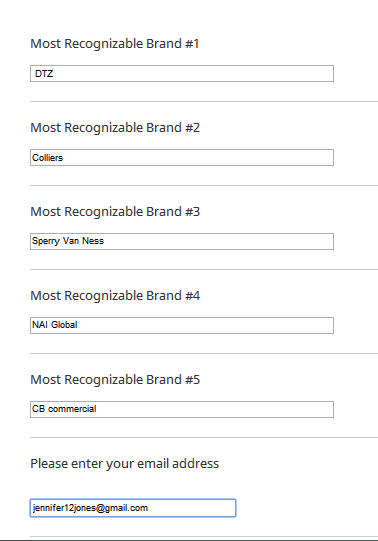 Most Recognizable Brand #1
DTZ
Most Recognizable Brand #2
Colliers
Most Recognizable Brand #3
Sperry Van Ness
Most Recognizable Brand #4
NAI Global
Most Recognizable Brand #5
CB commercial
Please enter your email address
jennifer12jones@gmail.com